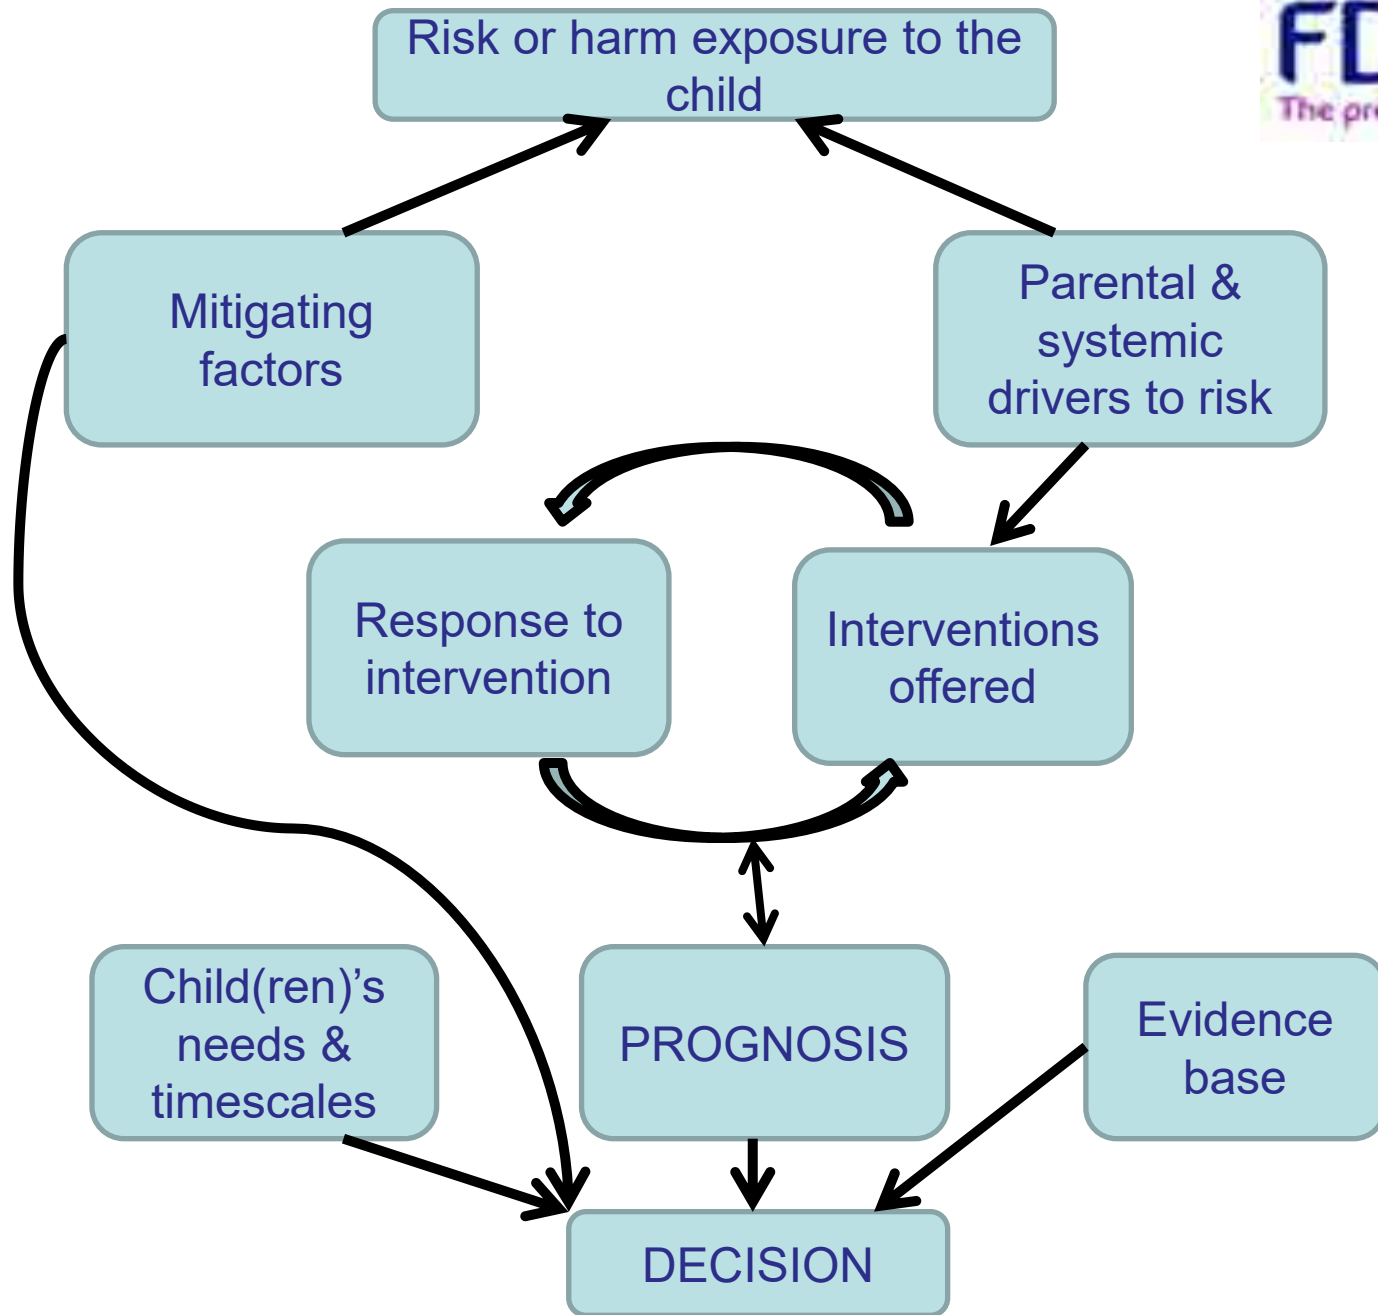 Risk or harm exposure to the
child
Mitigating
factors
Parental &
systemic
drivers to risk
Response to
intervention
Interventions
offered
Child(ren)’s
needs &
timescales
PROGNOSIS
Evidence
base
DECISION
The